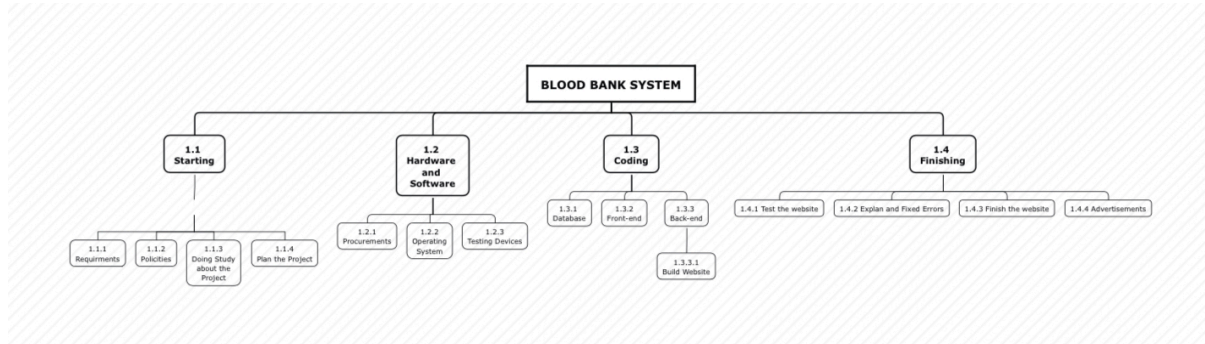 BLOOD BANK SYSTEM
1.1
Starting
1.2
Hardware
and
Software
1.3
Coding
1.4
Finishing
1.1.1
Requirments
1.1.2
Policities
1.1.3
Doing Study
about the
Project
1.1.4
Plan the Project
1.2.1
Procurements
1.2.2
Operating
System
1.2.3
Testing Devices
1.3.1
Database
1.3.2
Front-end
1.3.3
Back-end
1.3.3.1
Build Website
1.4.1 Test the website
1.4.2 Explan and Fixed Errors
1.4.3 Finish the website
1.4.4 Advertisements